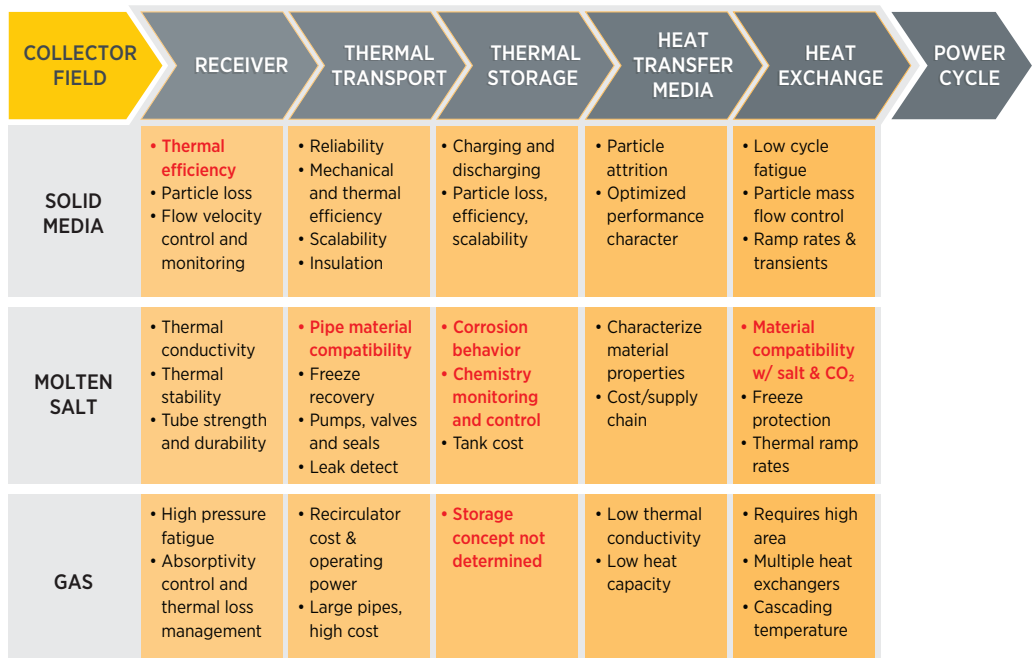 COLLECTOR
FIELD
RECEIVER
THERMAL
TRANSPORT
THERMAL
STORAGE
HEAT
TRANSFER
MEDIA
HEAT
EXCHANGE
POWER
CYCLE
SOLID
MEDIA
• Thermal
efficiency
• Particle loss
• Flow velocity
control and
monitoring
• Reliability
• Mechanical
and thermal
efficiency
• Scalability
• Insulation
• Charging and
discharging
• Particle loss,
efficiency,
scalability
• Particle
attrition
• Optimized
performance
character
• Low cycle
fatigue
• Particle mass
flow control
• Ramp rates &
transients
MOLTEN
SALT
• Thermal
conductivity
• Thermal
stability
• Tube strength
and durability
• Pipe material
compatibility
• Freeze
recovery
• Pumps, valves
and seals
• Leak detect
• Corrosion
behavior
• Chemistry
monitoring
and control
• Tank cost
• Characterize
material
properties
• Cost/supply
chain
• Material
compatibility
w/ salt & CO₂
• Freeze
protection
• Thermal ramp
rates
GAS
• High pressure
fatigue
• Absorptivity
control and
thermal loss
management
• Recirculator
cost &
operating
power
• Large pipes,
high cost
• Storage
concept not
determined
• Low thermal
conductivity
• Low heat
capacity
• Requires high
area
• Multiple heat
exchangers
• Cascading
temperature